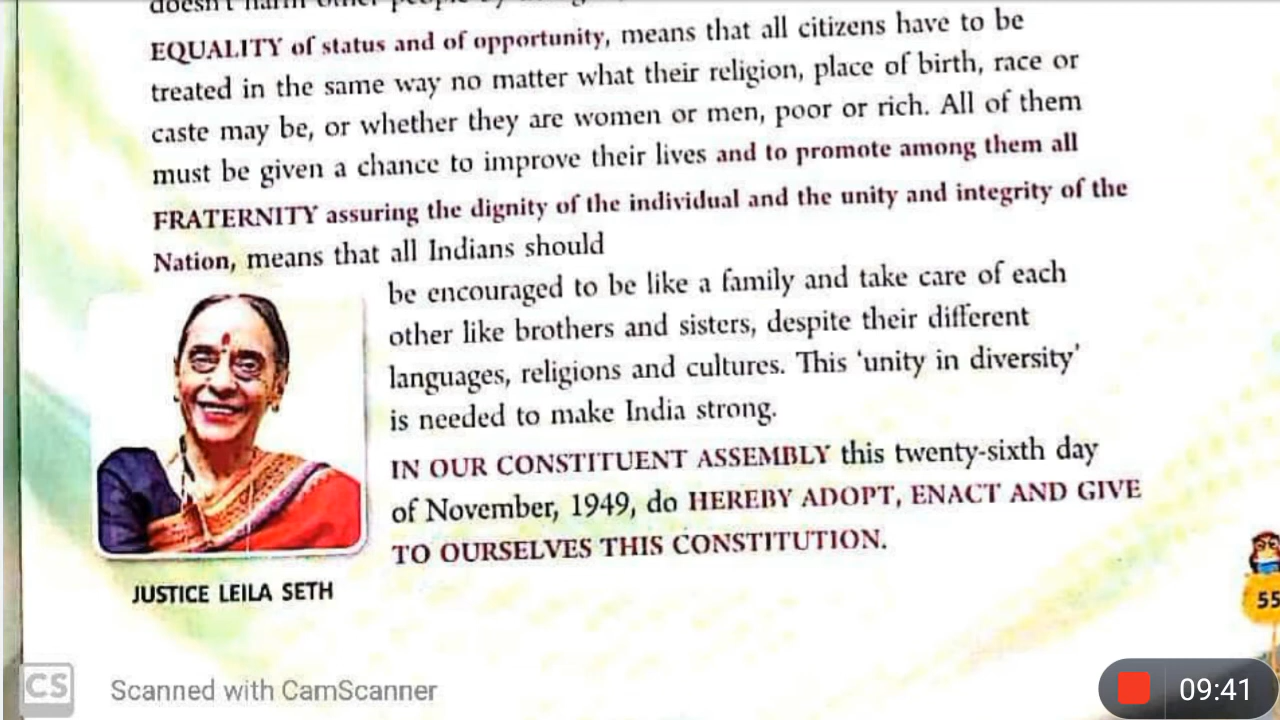 doesn't harm other people by
EQUALITY of status and of opportunity, means that all citizens have to be
treated in the same way no matter what their religion, place of birth, race or
caste may be, or whether they are women or men, poor or rich. All of them
must be given a chance to improve their lives and to promote among them all
FRATERNITY assuring the dignity of the individual and the unity and integrity of the
Nation, means that all Indians should
be encouraged to be like a family and take care of each
other like brothers and sisters, despite their different
languages, religions and cultures. This 'unity in diversity'
is needed to make India strong.
IN OUR CONSTITUENT ASSEMBLY this twenty-sixth day
of November, 1949, do HEREBY ADOPT, ENACT AND GIVE
TO OURSELVES THIS CONSTITUTION.
JUSTICE LEILA SETH
55
CS Scanned with CamScanner
09:41